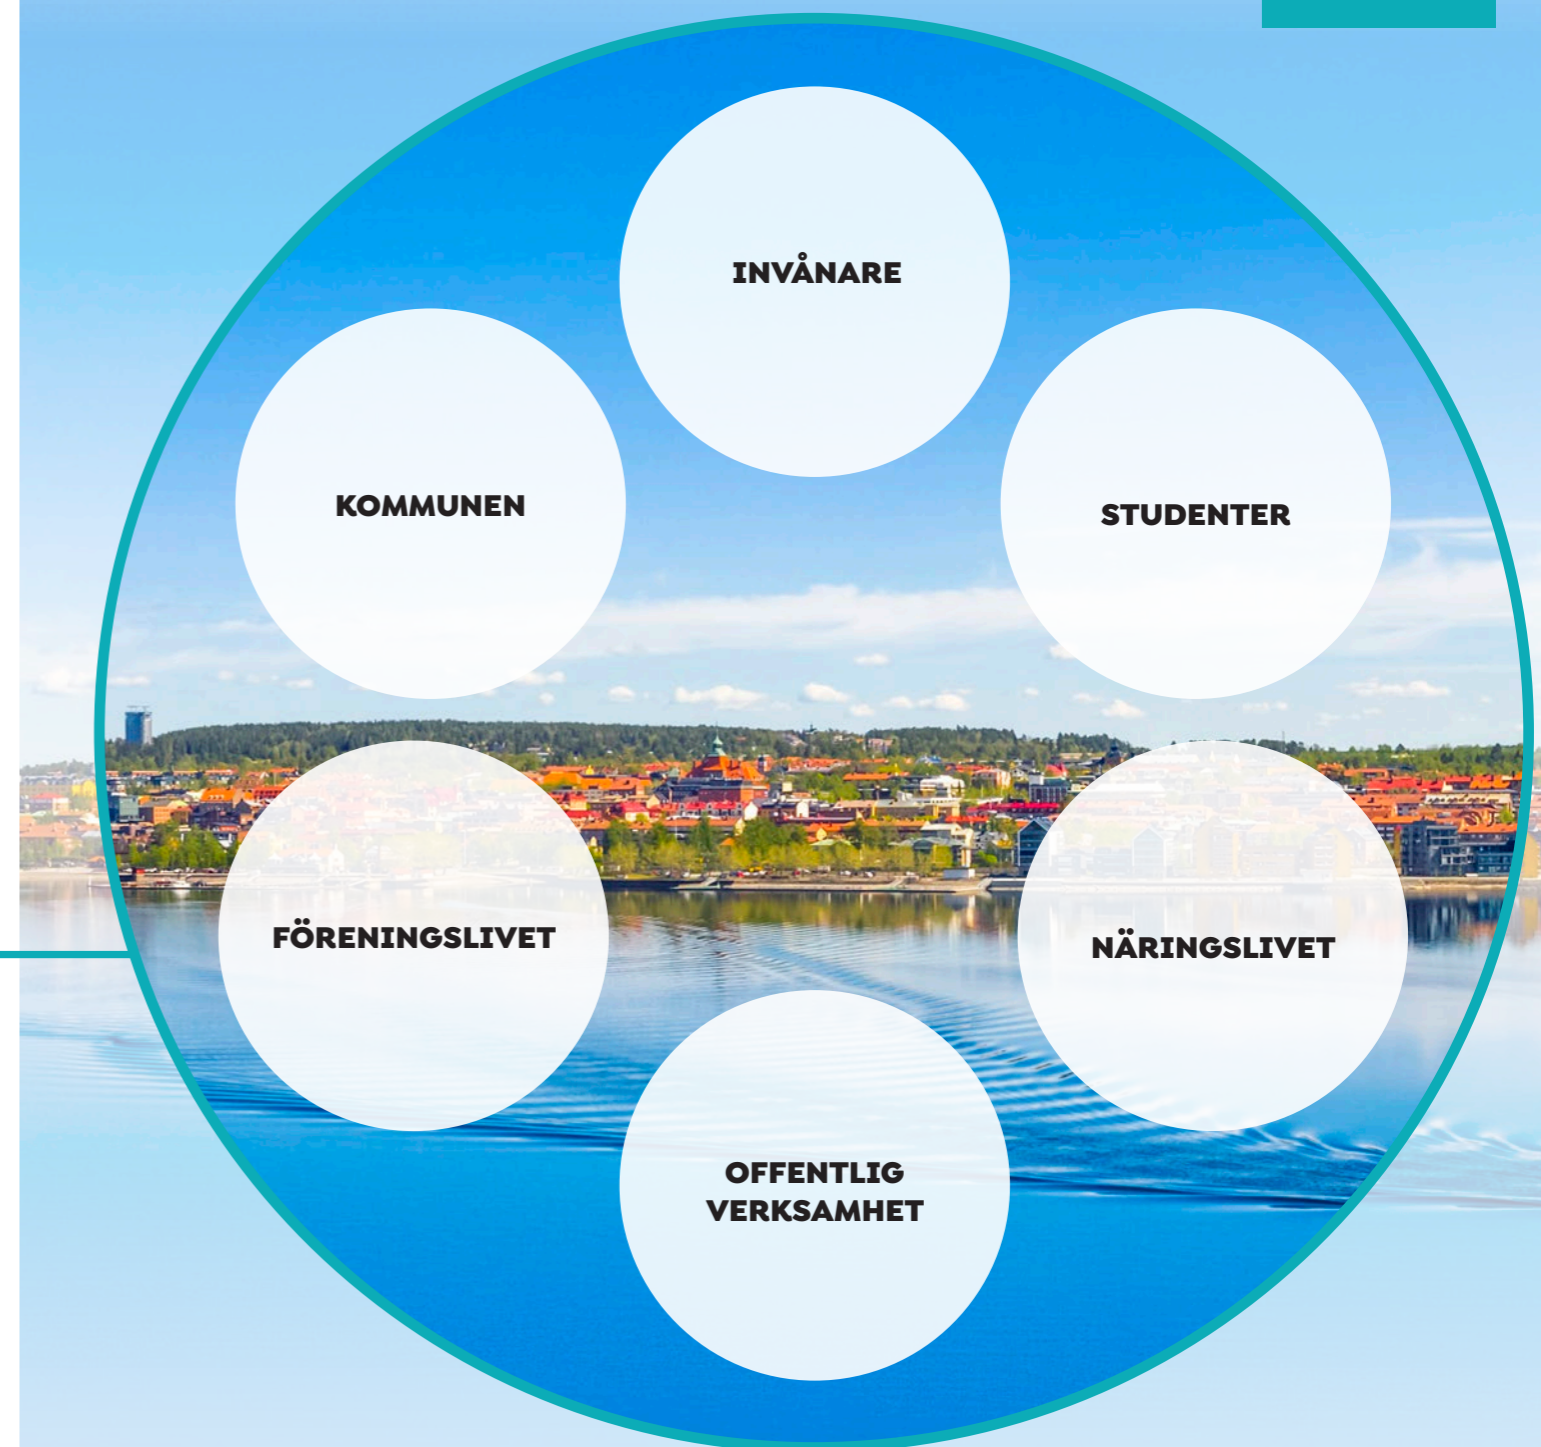 INVÅNARE
KOMMUNEN
STUDENTER
FÖRENINGSLIVET
NÄRINGSLIVET
OFFENTLIG
VERKSAMHET